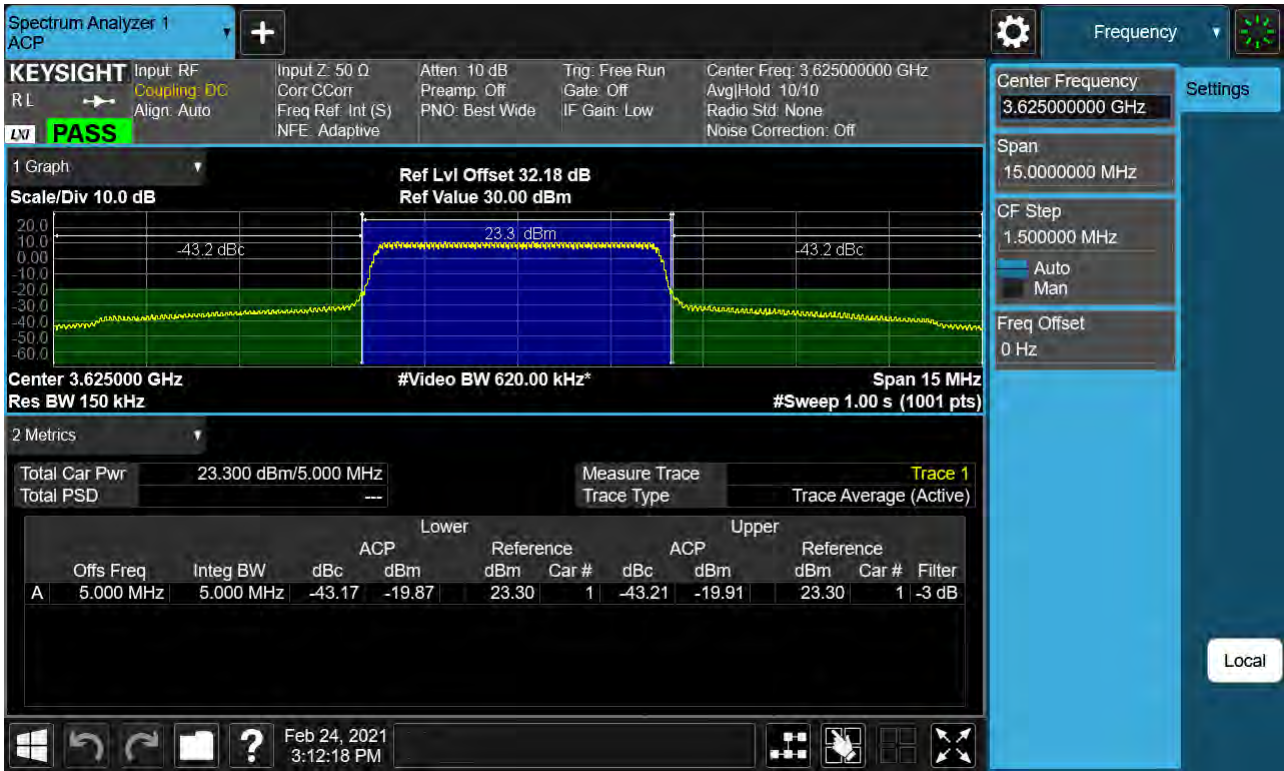 Spectrum Analyzer 1
ACP
Frequency
KEYSIGHT
R L
LXI
PASS
Input: RF
Coupling: DC
Align: Auto
Input Z: 50 Ω
Corr CCorr
Freq Ref: Int (S)
NFE: Adaptive
Atten: 10 dB
Preamp: Off
PNO: Best Wide
Trig: Free Run
Gate: Off
IF Gain: Low
Center Freq: 3.625000000 GHz
Avg|Hold: 10/10
Radio Std: None
Noise Correction: Off
Center Frequency
3.625000000 GHz
Settings
Span
15.0000000 MHz
CF Step
1.500000 MHz
Auto
Man
Freq Offset
0 Hz
Local
1 Graph
Scale/Div 10.0 dB
Ref Lvl Offset 32.18 dB
Ref Value 30.00 dBm
20.0
10.0
0.00
-10.0
-20.0
-30.0
-40.0
-50.0
-60.0
-43.2 dBc
23.3 dBm
-43.2 dBc
Center 3.625000 GHz
#Video BW 620.00 kHz*
Span 15 MHz
Res BW 150 kHz
#Sweep 1.00 s (1001 pts)
2 Metrics
Total Car Pwr 23.300 dBm/5.000 MHz
Total PSD ---
Measure Trace Trace 1
Trace Type Trace Average (Active)
Lower Upper
ACP Reference ACP Reference
Offs Freq Integ BW dBc dBm dBm Car # dBc dBm dBm Car # Filter
A 5.000 MHz 5.000 MHz -43.17 -19.87 23.30 1 -43.21 -19.91 23.30 1 -3 dB
Feb 24, 2021
3:12:18 PM